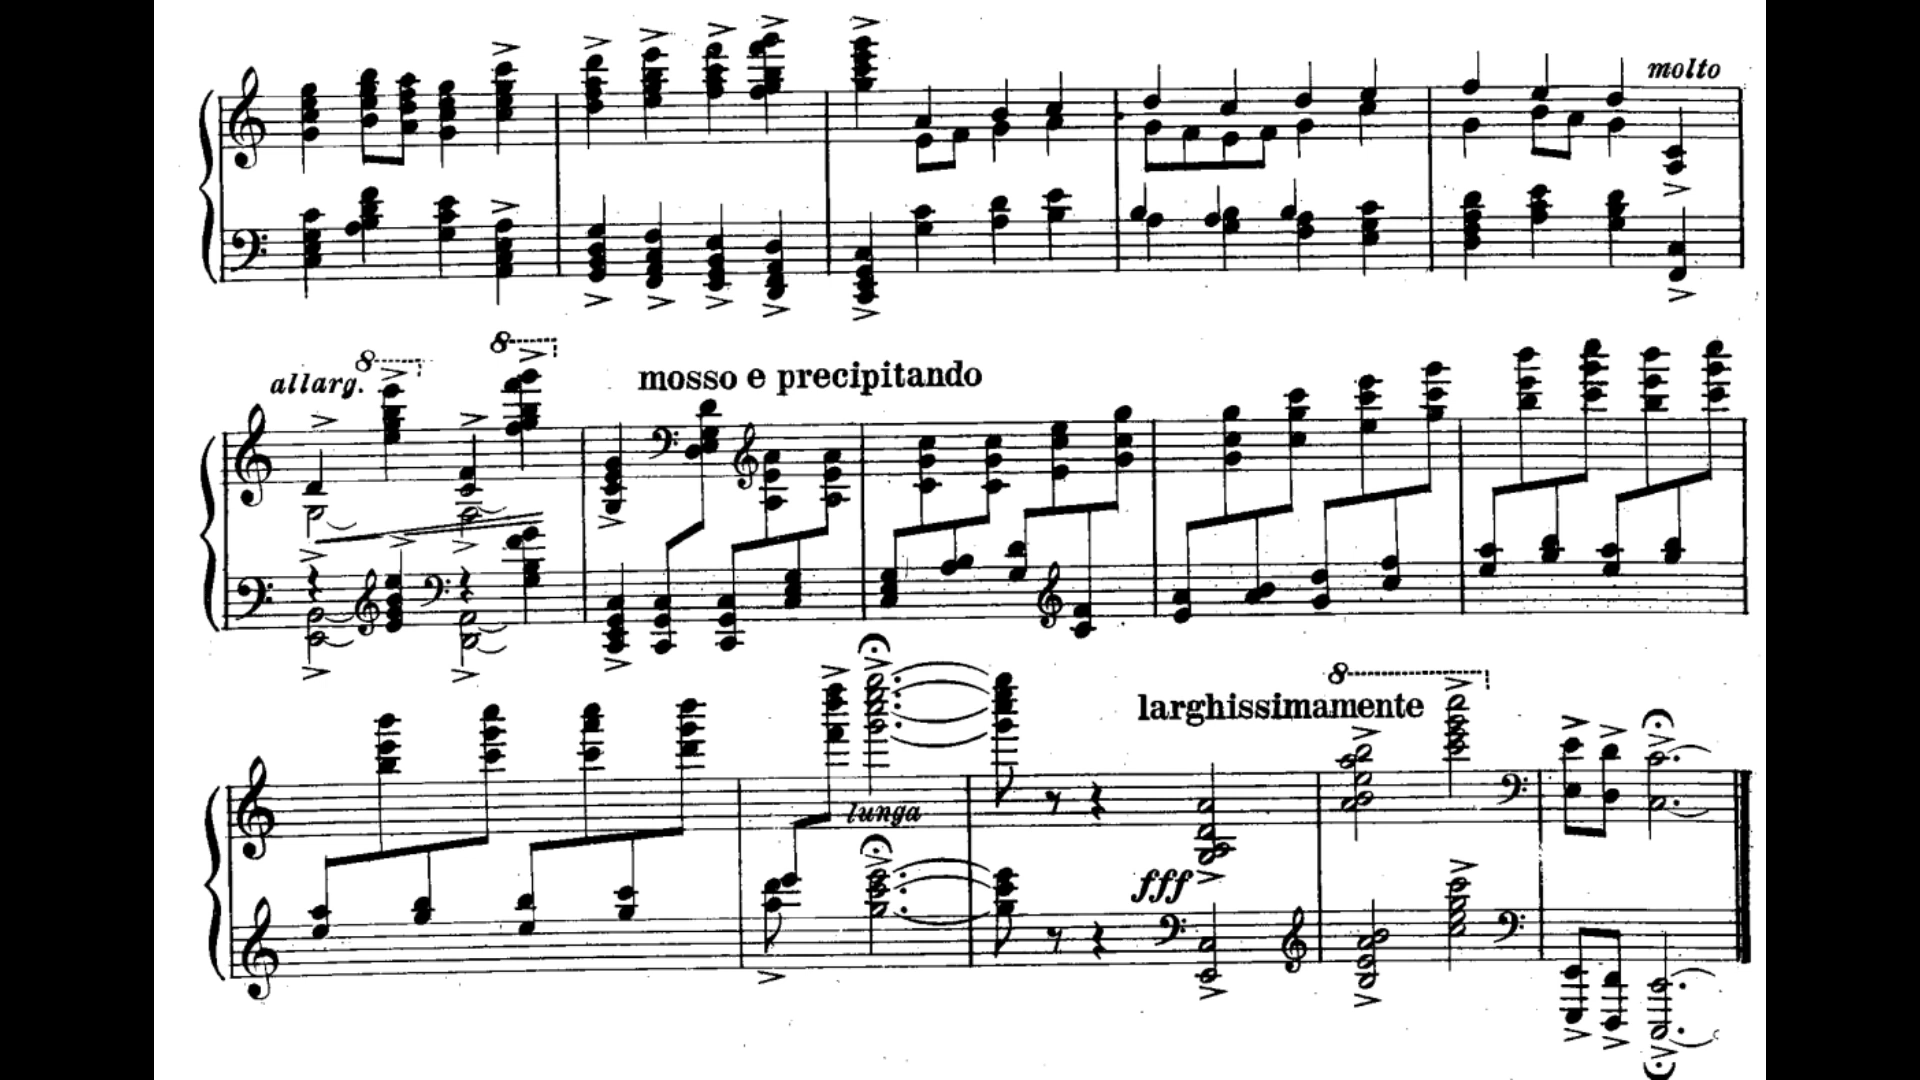 molto
8 8
allarg. mosso e precipitando
lunga
8
larghissimamente
fff